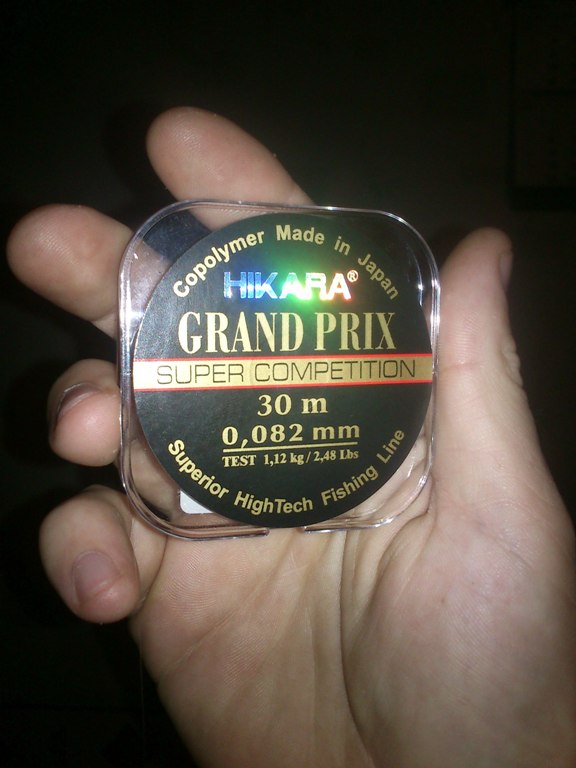 Copolymer Made in Japan
HIKARA®
GRAND PRIX
SUPER COMPETITION
30 m
0,082 mm
TEST 1,12 kg / 2,48 Lbs
Superior HighTech Fishing Line